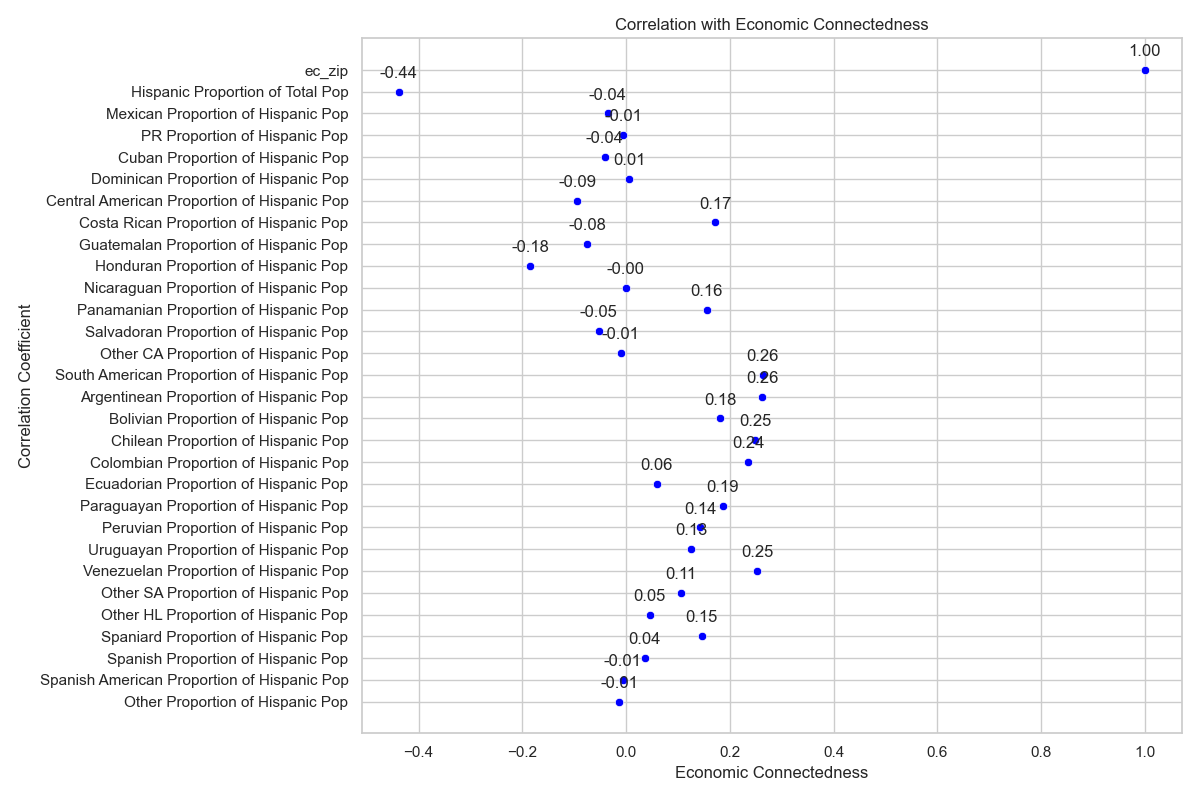 Correlation with Economic Connectedness
1.00
ec_zip
-0.44
Hispanic Proportion of Total Pop
-0.04
Mexican Proportion of Hispanic Pop
-0.01
PR Proportion of Hispanic Pop
-0.04
Cuban Proportion of Hispanic Pop
0.01
Dominican Proportion of Hispanic Pop
-0.09
Central American Proportion of Hispanic Pop
0.17
Costa Rican Proportion of Hispanic Pop
-0.08
Guatemalan Proportion of Hispanic Pop
-0.18
Honduran Proportion of Hispanic Pop
-0.00
Nicaraguan Proportion of Hispanic Pop
0.16
Panamanian Proportion of Hispanic Pop
-0.05
Salvadoran Proportion of Hispanic Pop
-0.01
Other CA Proportion of Hispanic Pop
0.26
South American Proportion of Hispanic Pop
0.26
Argentinean Proportion of Hispanic Pop
0.18
Bolivian Proportion of Hispanic Pop
0.25
Chilean Proportion of Hispanic Pop
0.24
Colombian Proportion of Hispanic Pop
0.06
Ecuadorian Proportion of Hispanic Pop
0.19
Paraguayan Proportion of Hispanic Pop
0.14
Peruvian Proportion of Hispanic Pop
0.13
Uruguayan Proportion of Hispanic Pop
0.25
Venezuelan Proportion of Hispanic Pop
0.11
Other SA Proportion of Hispanic Pop
0.05
Other HL Proportion of Hispanic Pop
0.15
Spaniard Proportion of Hispanic Pop
0.04
Spanish Proportion of Hispanic Pop
-0.01
Spanish American Proportion of Hispanic Pop
-0.01
Other Proportion of Hispanic Pop
Correlation Coefficient
−0.4 −0.2 0.0 0.2 0.4 0.6 0.8 1.0
Economic Connectedness